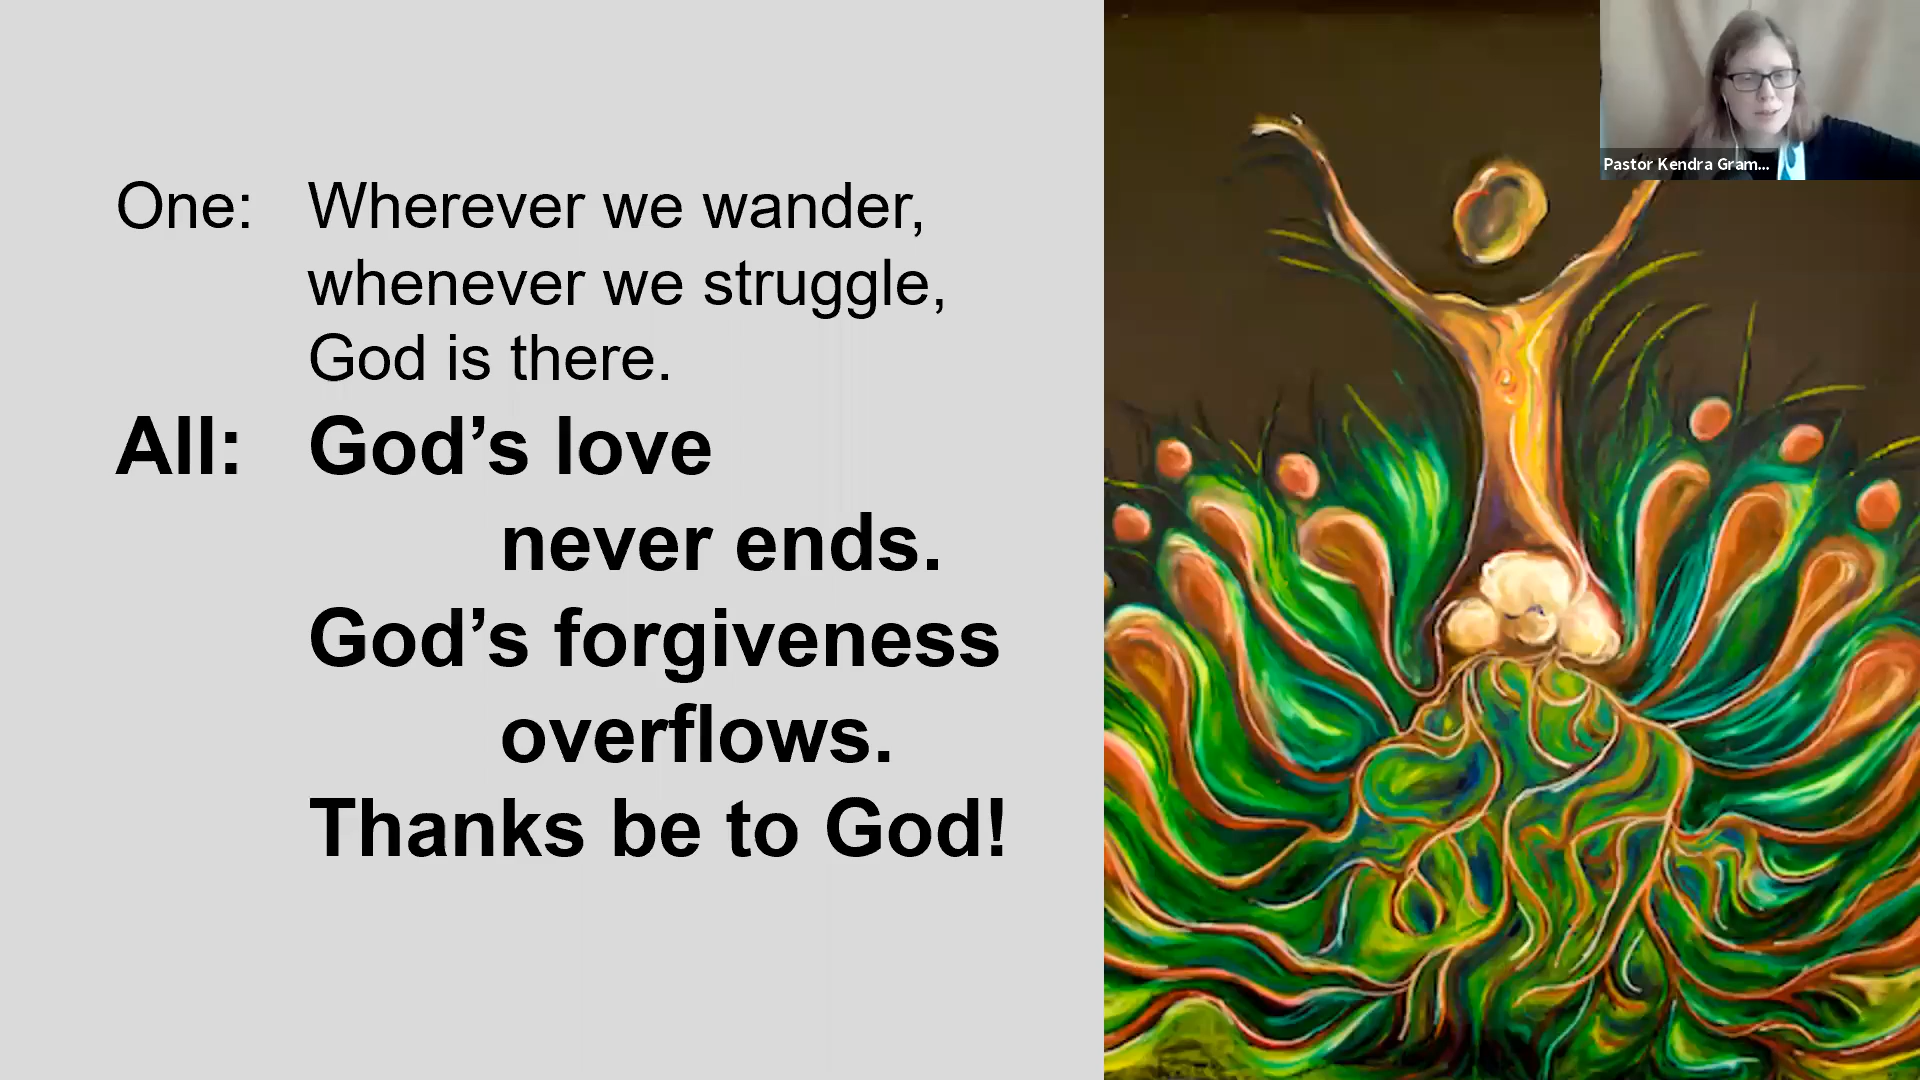 One: Wherever we wander,
whenever we struggle,
God is there.
All: God’s love
never ends.
God’s forgiveness
overflows.
Thanks be to God!
Pastor Kendra Gram...